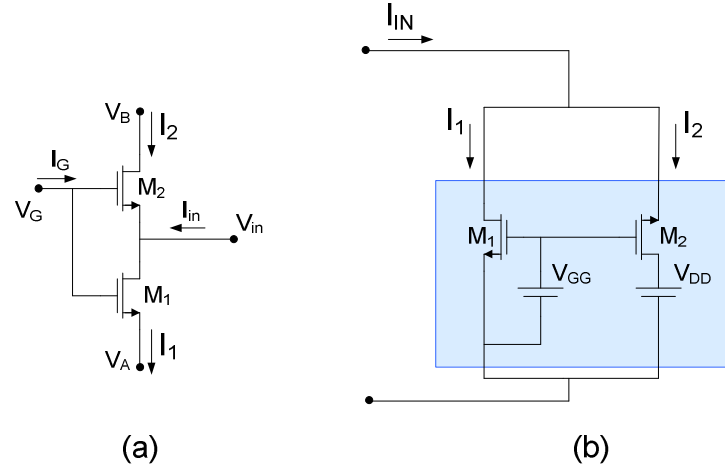 V_B
I_2
I_G
M_2
V_G
I_in
V_in
M_1
I_1
V_A
(a)
I_IN
I_1
I_2
M_1
M_2
V_GG
V_DD
(b)